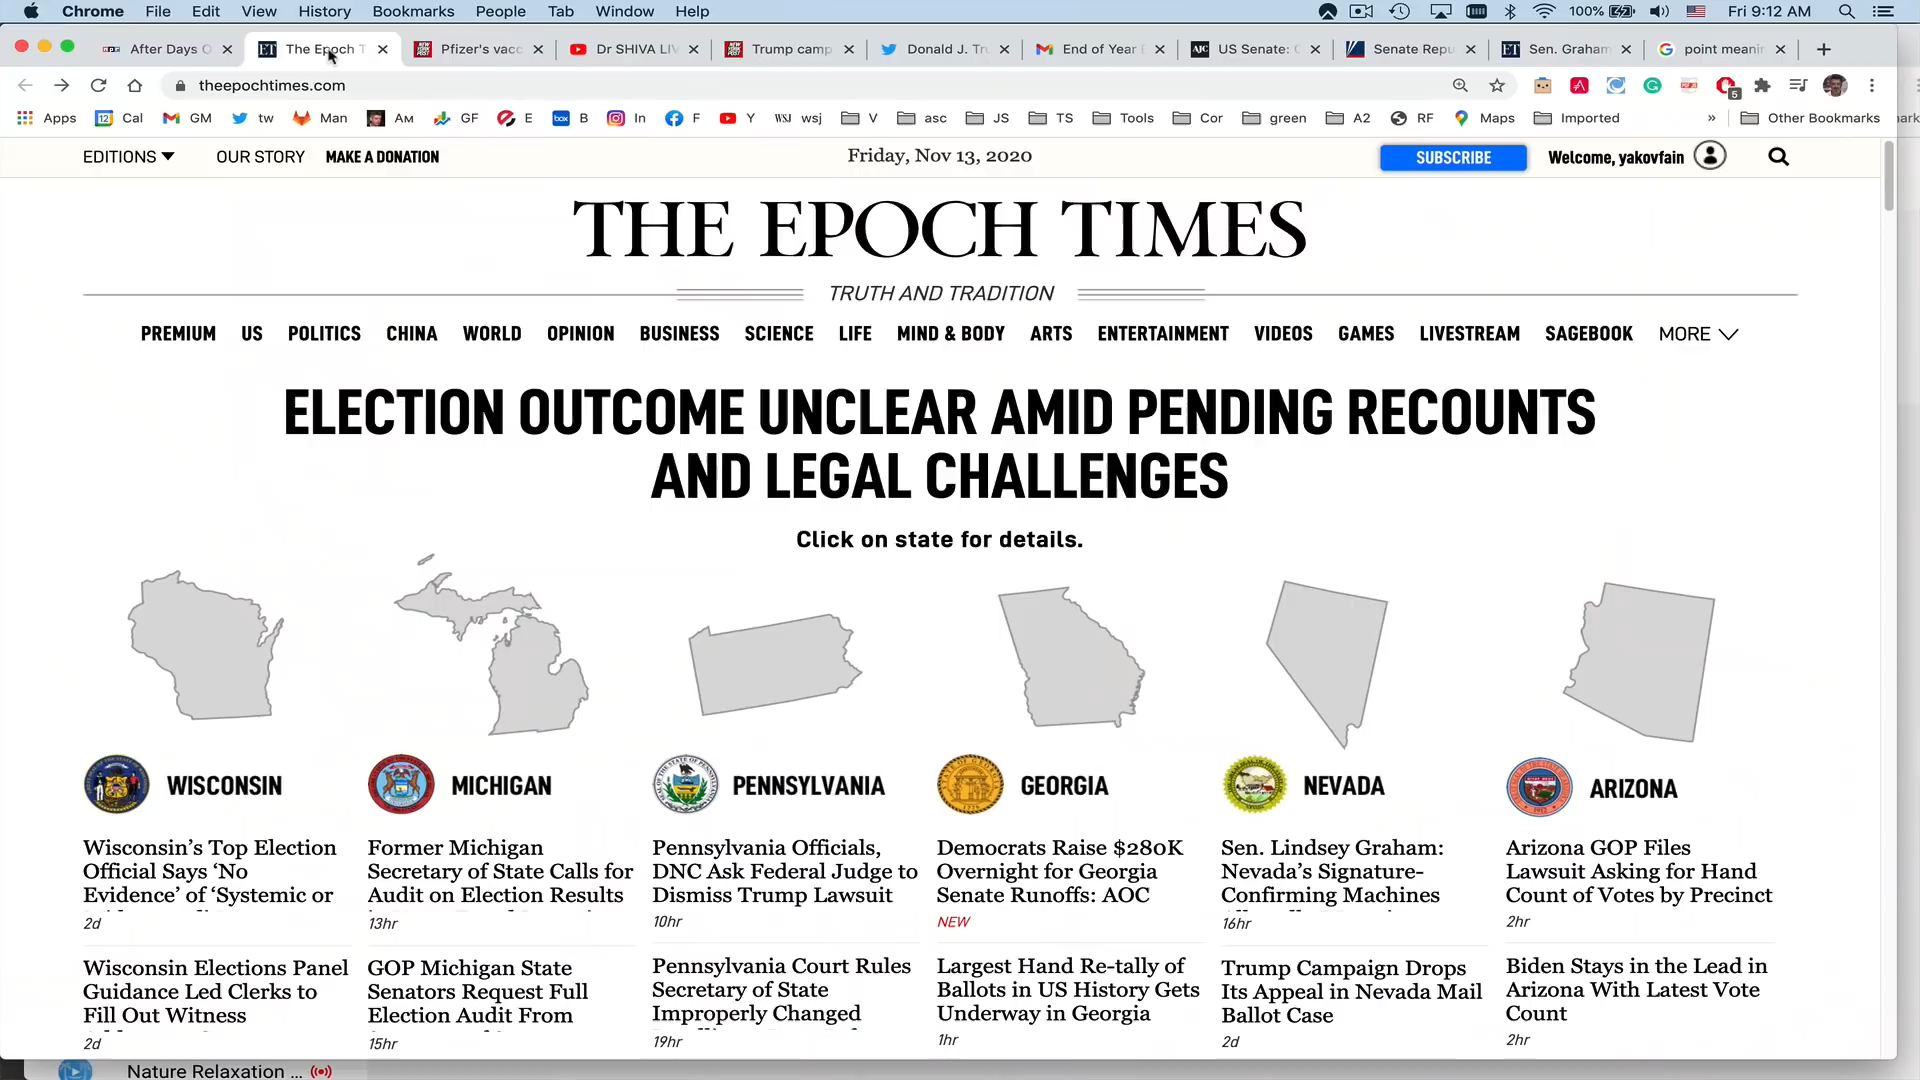 Chrome File Edit View History Bookmarks People Tab Window Help 100% Fri 9:12 AM
After Days O The Epoch T Pfizer's vacc Dr SHIVA LIV Trump camp Donald J. Tru End of Year US Senate: Senate Repu Sen. Graham point meani
theepochtimes.com 5
Apps 12 Cal GM tw Man Ам GF E box B In F Y WSJ wsj V asc JS TS Tools Cor green A2 RF Maps Imported » Other Bookmarks
EDITIONS OUR STORY MAKE A DONATION Friday, Nov 13, 2020 SUBSCRIBE Welcome, yakovfain
THE EPOCH TIMES
TRUTH AND TRADITION
PREMIUM US POLITICS CHINA WORLD OPINION BUSINESS SCIENCE LIFE MIND & BODY ARTS ENTERTAINMENT VIDEOS GAMES LIVESTREAM SAGEBOOK MORE
ELECTION OUTCOME UNCLEAR AMID PENDING RECOUNTS
AND LEGAL CHALLENGES
Click on state for details.
WISCONSIN
Wisconsin's Top Election
Official Says ‘No
Evidence’ of ‘Systemic or
2d
Wisconsin Elections Panel
Guidance Led Clerks to
Fill Out Witness
2d
MICHIGAN
Former Michigan
Secretary of State Calls for
Audit on Election Results
13hr
GOP Michigan State
Senators Request Full
Election Audit From
15hr
PENNSYLVANIA
Pennsylvania Officials,
DNC Ask Federal Judge to
Dismiss Trump Lawsuit
10hr
Pennsylvania Court Rules
Secretary of State
Improperly Changed
19hr
GEORGIA
Democrats Raise $280K
Overnight for Georgia
Senate Runoffs: AOC
NEW
Largest Hand Re-tally of
Ballots in US History Gets
Underway in Georgia
1hr
NEVADA
Sen. Lindsey Graham:
Nevada’s Signature-
Confirming Machines
16hr
Trump Campaign Drops
Its Appeal in Nevada Mail
Ballot Case
2d
ARIZONA
Arizona GOP Files
Lawsuit Asking for Hand
Count of Votes by Precinct
2hr
Biden Stays in the Lead in
Arizona With Latest Vote
Count
2hr
Nature Relaxation ...